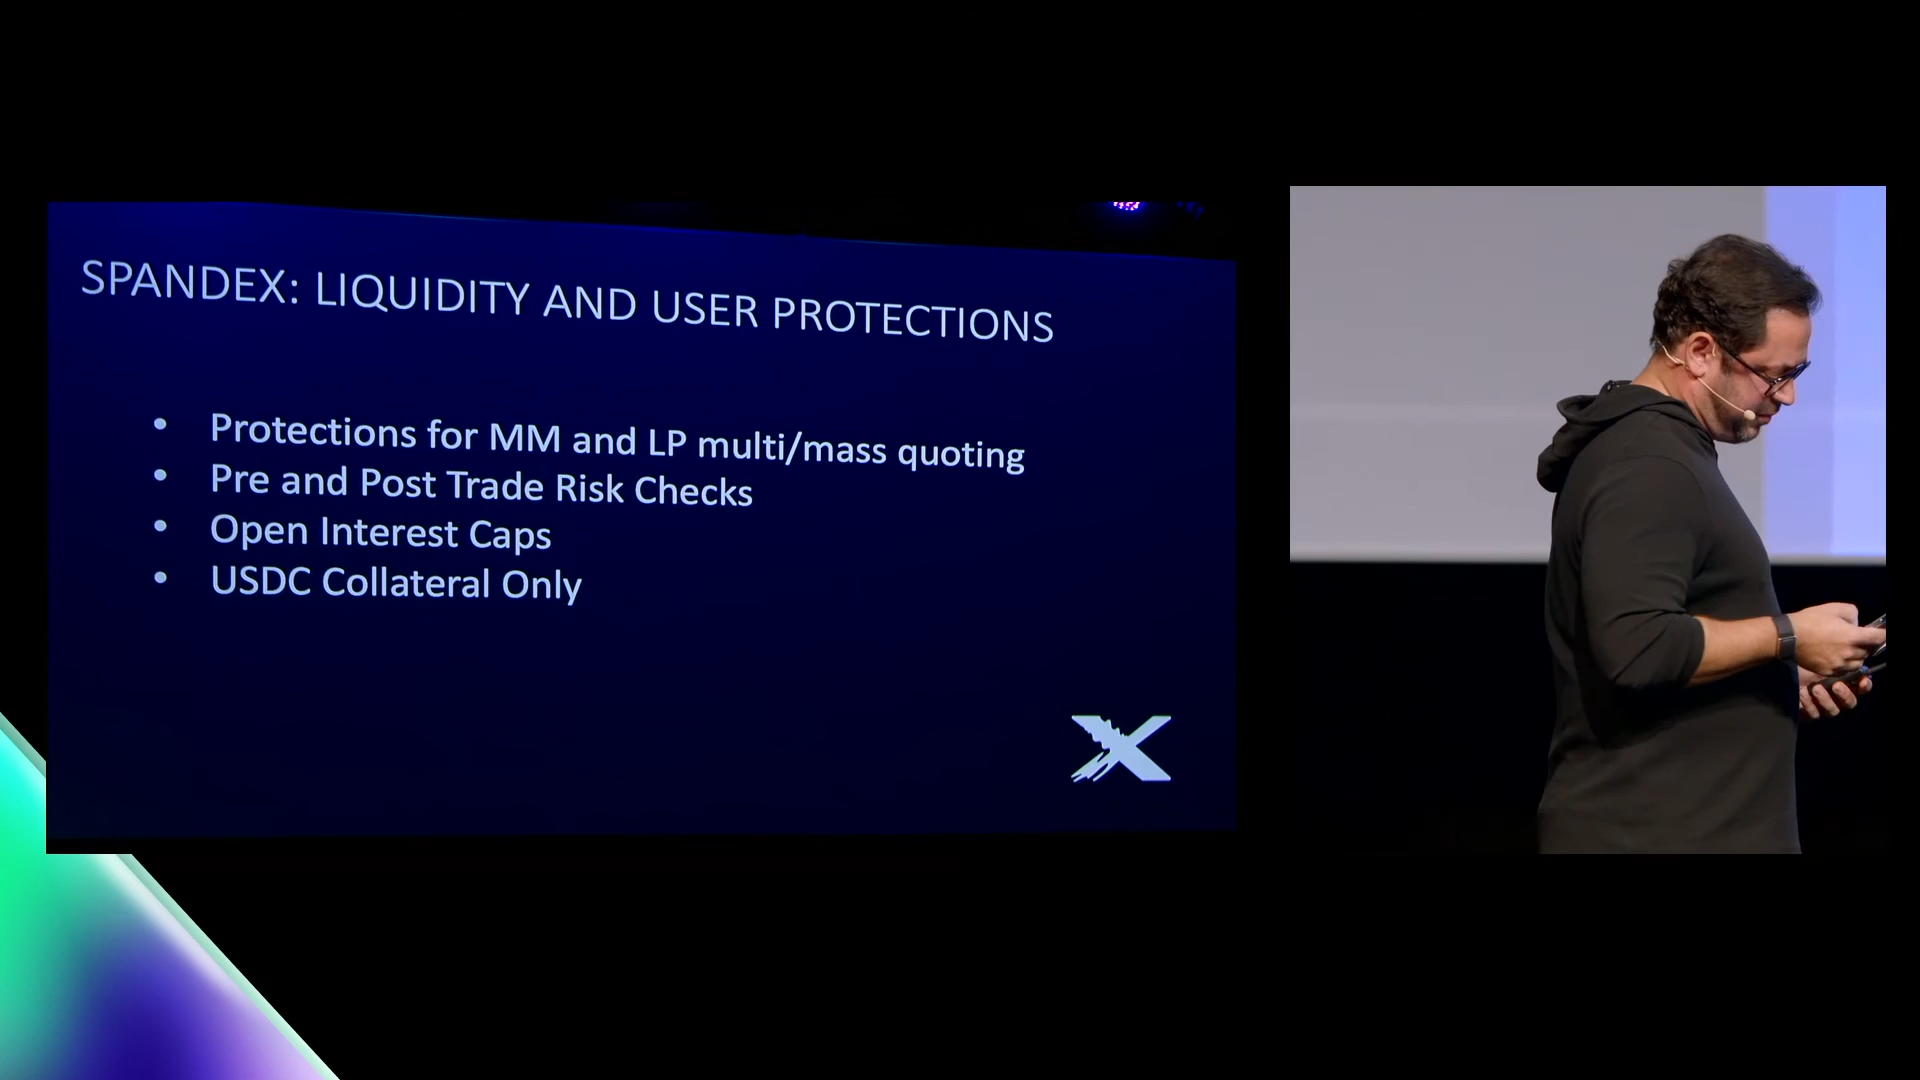 SPANDEX: LIQUIDITY AND USER PROTECTIONS
• Protections for MM and LP multi/mass quoting
• Pre and Post Trade Risk Checks
• Open Interest Caps
• USDC Collateral Only
X